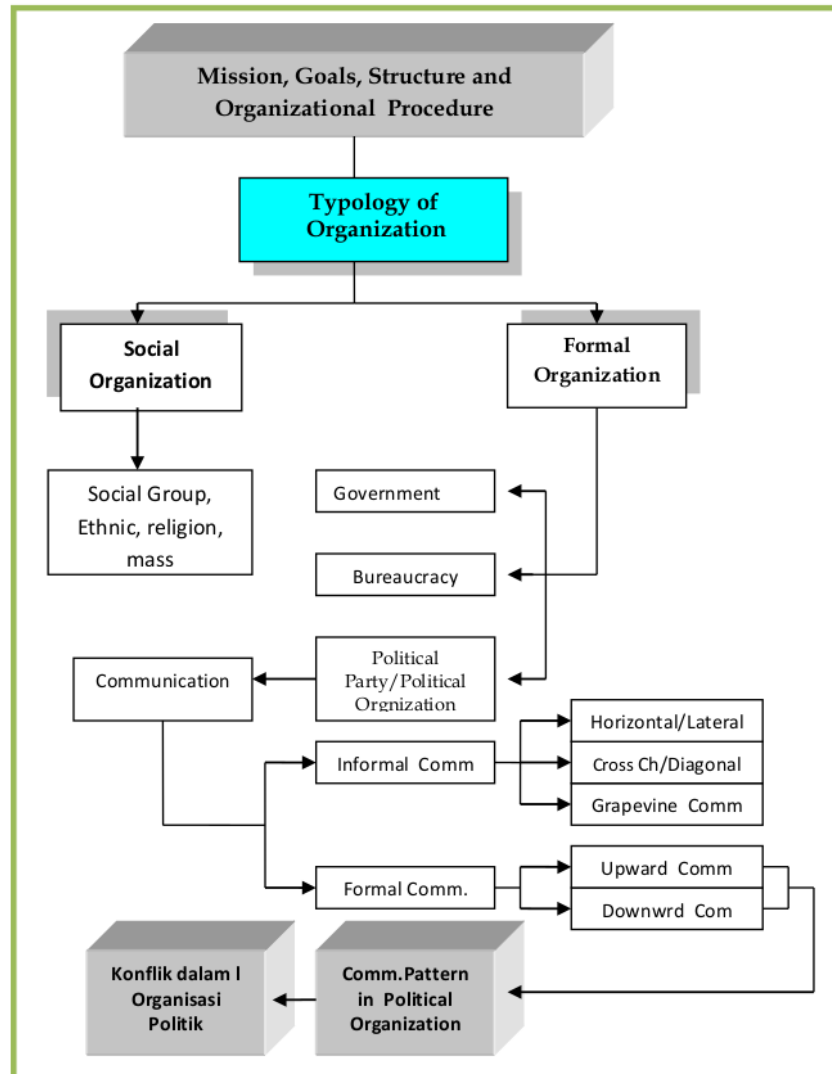 Mission, Goals, Structure and
Organizational Procedure
Typology of
Organization
Social
Organization
Formal
Organization
Social Group,
Ethnic, religion,
mass
Government
Bureaucracy
Political
Party/Political
Orgnization
Communication
Informal Comm
Horizontal/Lateral
Cross Ch/Diagonal
Grapevine Comm
Formal Comm.
Upward Comm
Downwrd Com
Konflik dalam l
Organisasi
Politik
Comm.Pattern
in Political
Organization